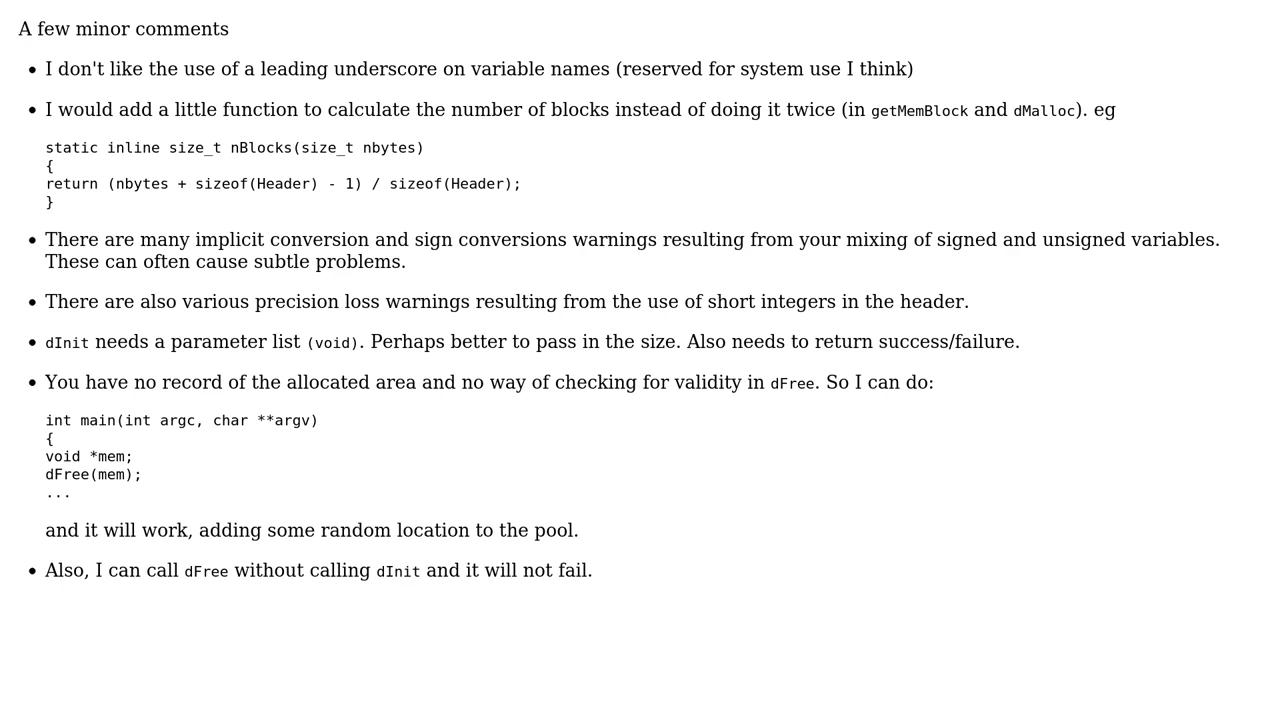 A few minor comments
• I don't like the use of a leading underscore on variable names (reserved for system use I think)
• I would add a little function to calculate the number of blocks instead of doing it twice (in getMemBlock and dMalloc). eg
static inline size_t nBlocks(size_t nbytes)
{
return (nbytes + sizeof(Header) - 1) / sizeof(Header);
}
• There are many implicit conversion and sign conversions warnings resulting from your mixing of signed and unsigned variables.
These can often cause subtle problems.
• There are also various precision loss warnings resulting from the use of short integers in the header.
• dInit needs a parameter list (void). Perhaps better to pass in the size. Also needs to return success/failure.
• You have no record of the allocated area and no way of checking for validity in dFree. So I can do:
int main(int argc, char **argv)
{
void *mem;
dFree(mem);
...
and it will work, adding some random location to the pool.
• Also, I can call dFree without calling dInit and it will not fail.